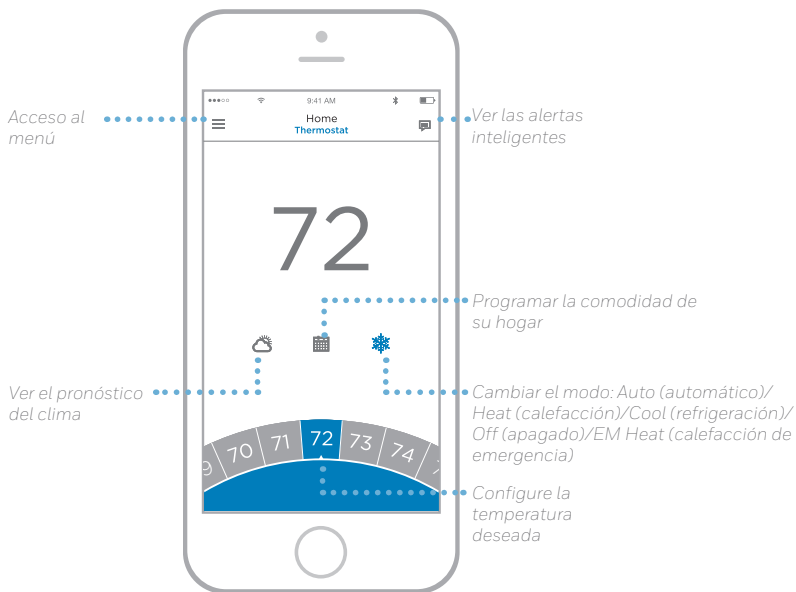 9:41 AM
Home
Thermostat
Acceso al
menú
Ver las alertas
inteligentes
72
Programar la comodidad de
su hogar
Ver el pronóstico
del clima
Cambiar el modo: Auto (automático)/
Heat (calefacción)/Cool (refrigeración)/
Off (apagado)/EM Heat (calefacción de
emergencia)
70 71 72 73 74
Configure la
temperatura
deseada